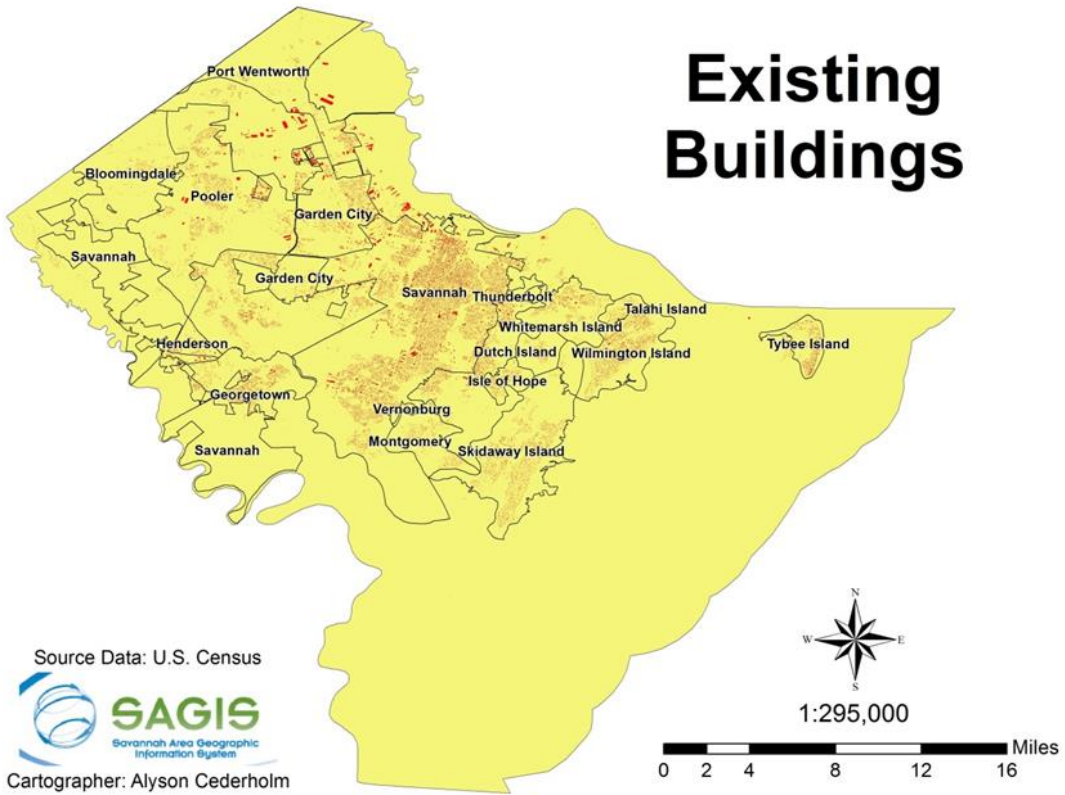 Existing
Buildings
Port Wentworth
Bloomingdale
Pooler
Garden City
Savannah
Garden City
Savannah
Thunderbolt
Talahi Island
Whitemarsh Island
Henderson
Dutch Island
Wilmington Island
Tybee Island
Isle of Hope
Georgetown
Vernonburg
Montgomery
Savannah
Skidaway Island
N
W
E
S
1:295,000
Miles
0 2 4 8 12 16
Source Data: U.S. Census
SAGIS
Savannah Area Geographic
Information System
Cartographer: Alyson Cederholm